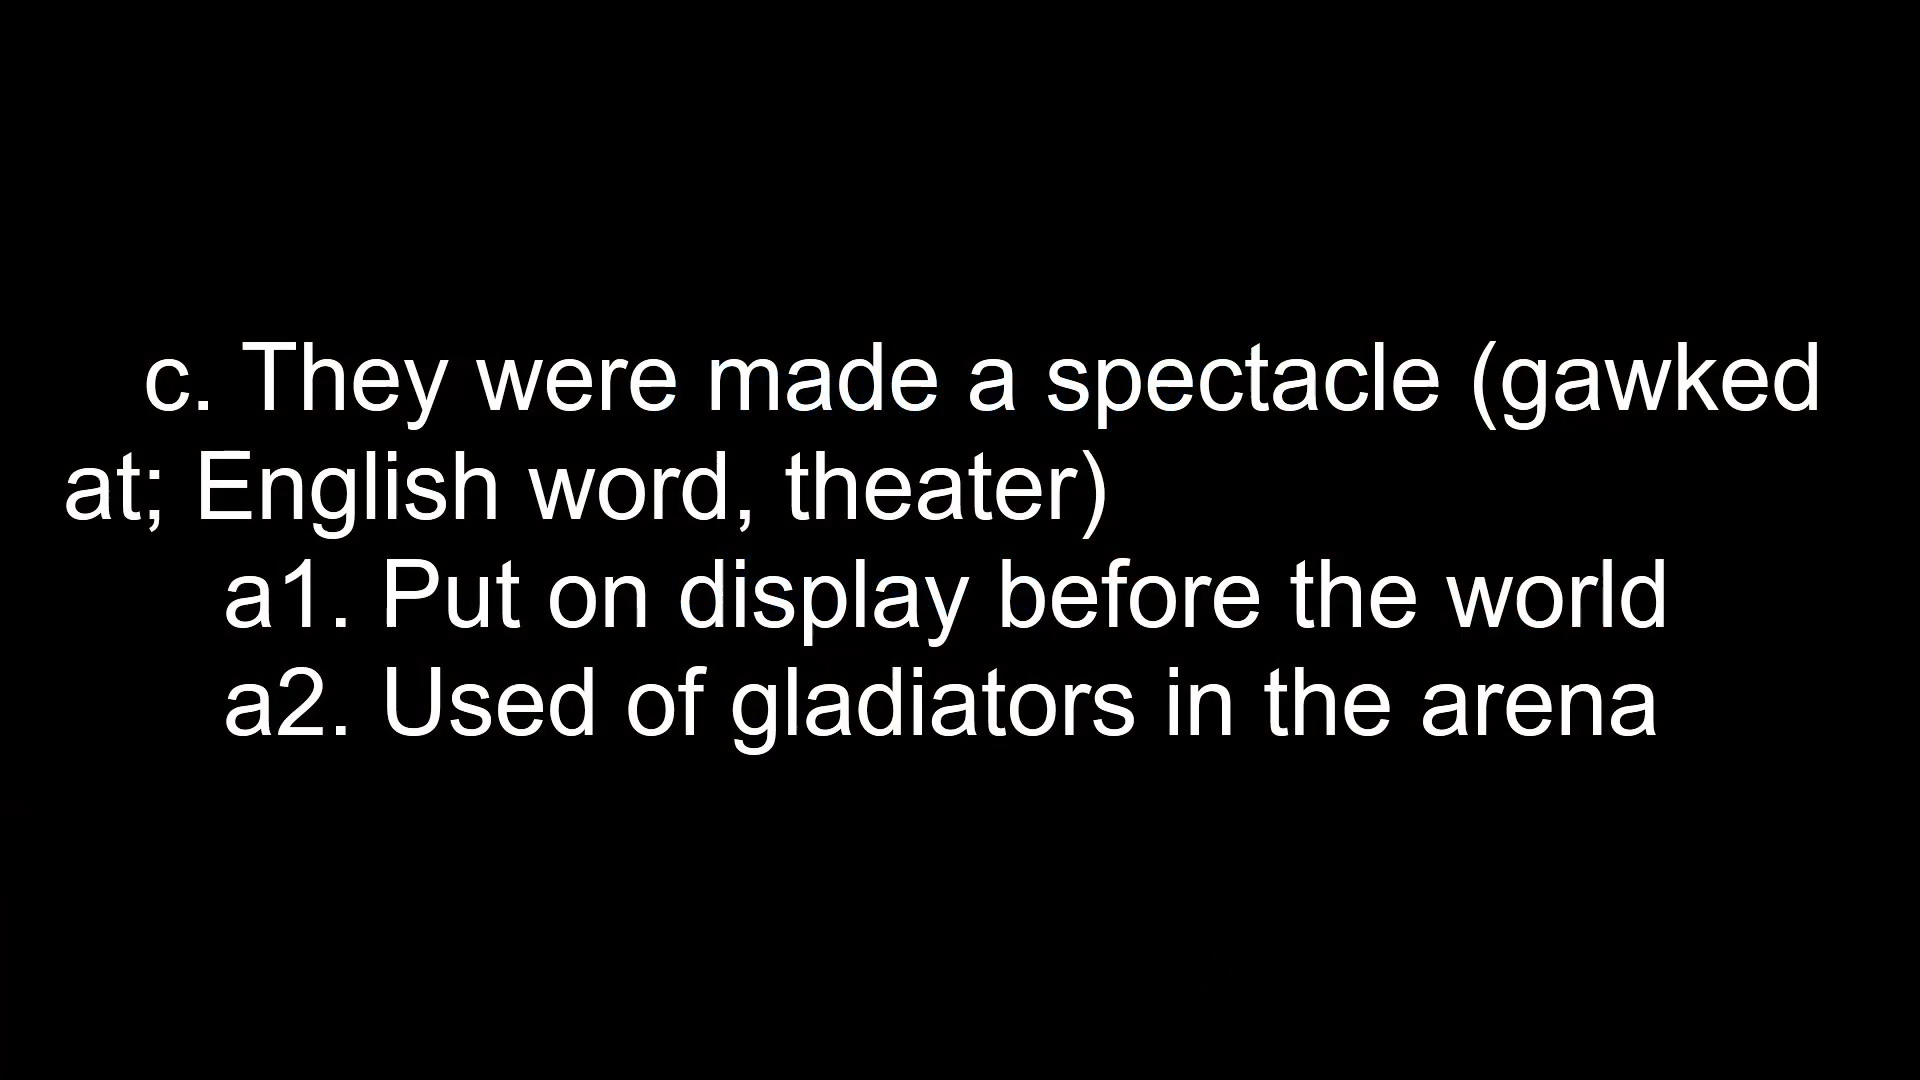 c. They were made a spectacle (gawked
at; English word, theater)
a1. Put on display before the world
a2. Used of gladiators in the arena